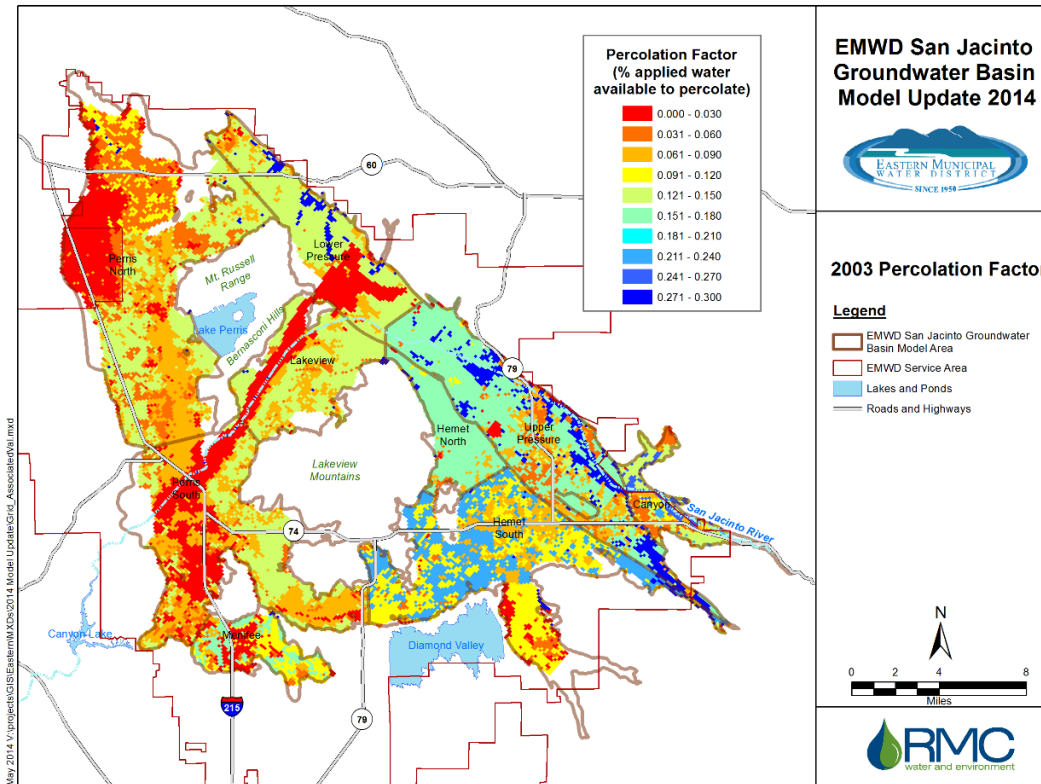 EMWD San Jacinto
Groundwater Basin
Model Update 2014
EASTERN MUNICIPAL
WATER DISTRICT
SINCE 1950
2003 Percolation Factor
Legend
EMWD San Jacinto Groundwater
Basin Model Area
EMWD Service Area
Lakes and Ponds
Roads and Highways
N
0 2 4 8
Miles
RMC
water and environment
Percolation Factor
(% applied water
available to percolate)
0.000 - 0.030
0.031 - 0.060
0.061 - 0.090
0.091 - 0.120
0.121 - 0.150
0.151 - 0.180
0.181 - 0.210
0.211 - 0.240
0.241 - 0.270
0.271 - 0.300
60
Lower
Pressure
Perris
North
Mt. Russell
Range
Lake Perris
Bernasconi Hills
Lakeview
79
Hemet
North
Upper
Pressure
Lakeview
Mountains
Perris
South
Canyon
San Jacinto River
74
Hemet
South
Canyon Lake
Menifee
Diamond Valley
215
79
May 2014 V:\projects\GIS\Eastern\MXDs\2014 Model Update\Grid_AssociatedVal.mxd